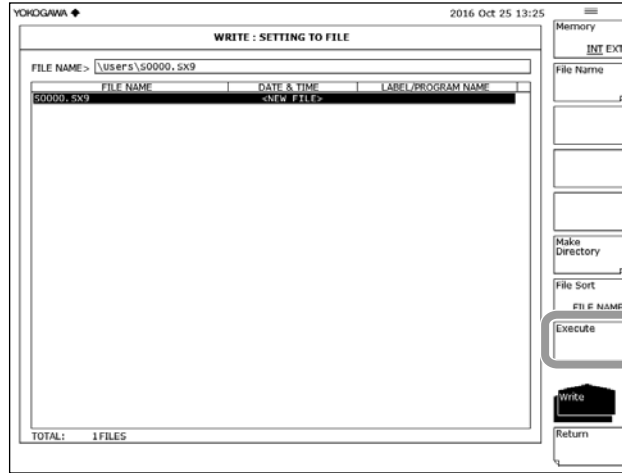 YOKOGAWA ◆ 2016 Oct 25 13:25
WRITE : SETTING TO FILE
FILE NAME> \Users\S0000.SX9
FILE NAME DATE & TIME LABEL/PROGRAM NAME
S0000.SX9 <NEW FILE>
TOTAL: 1FILES
Memory
INT EXT
File Name
Make
Directory
File Sort
FILE NAME
Execute
Write
Return